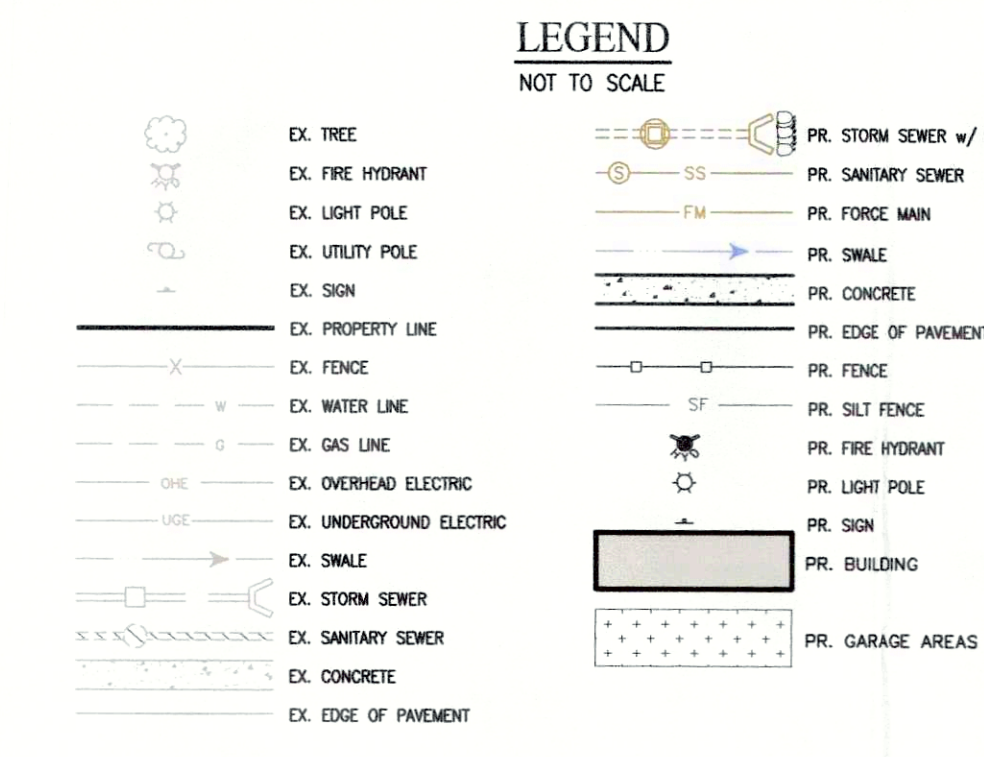 LEGEND
NOT TO SCALE
EX. TREE
EX. FIRE HYDRANT
EX. LIGHT POLE
EX. UTILITY POLE
EX. SIGN
EX. PROPERTY LINE
X EX. FENCE
W EX. WATER LINE
G EX. GAS LINE
OHE EX. OVERHEAD ELECTRIC
UGE EX. UNDERGROUND ELECTRIC
EX. SWALE
EX. STORM SEWER
S EX. SANITARY SEWER
EX. CONCRETE
EX. EDGE OF PAVEMENT
PR. STORM SEWER w/
S SS PR. SANITARY SEWER
FM PR. FORCE MAIN
PR. SWALE
PR. CONCRETE
PR. EDGE OF PAVEMENT
PR. FENCE
SF PR. SILT FENCE
PR. FIRE HYDRANT
PR. LIGHT POLE
PR. SIGN
PR. BUILDING
PR. GARAGE AREAS